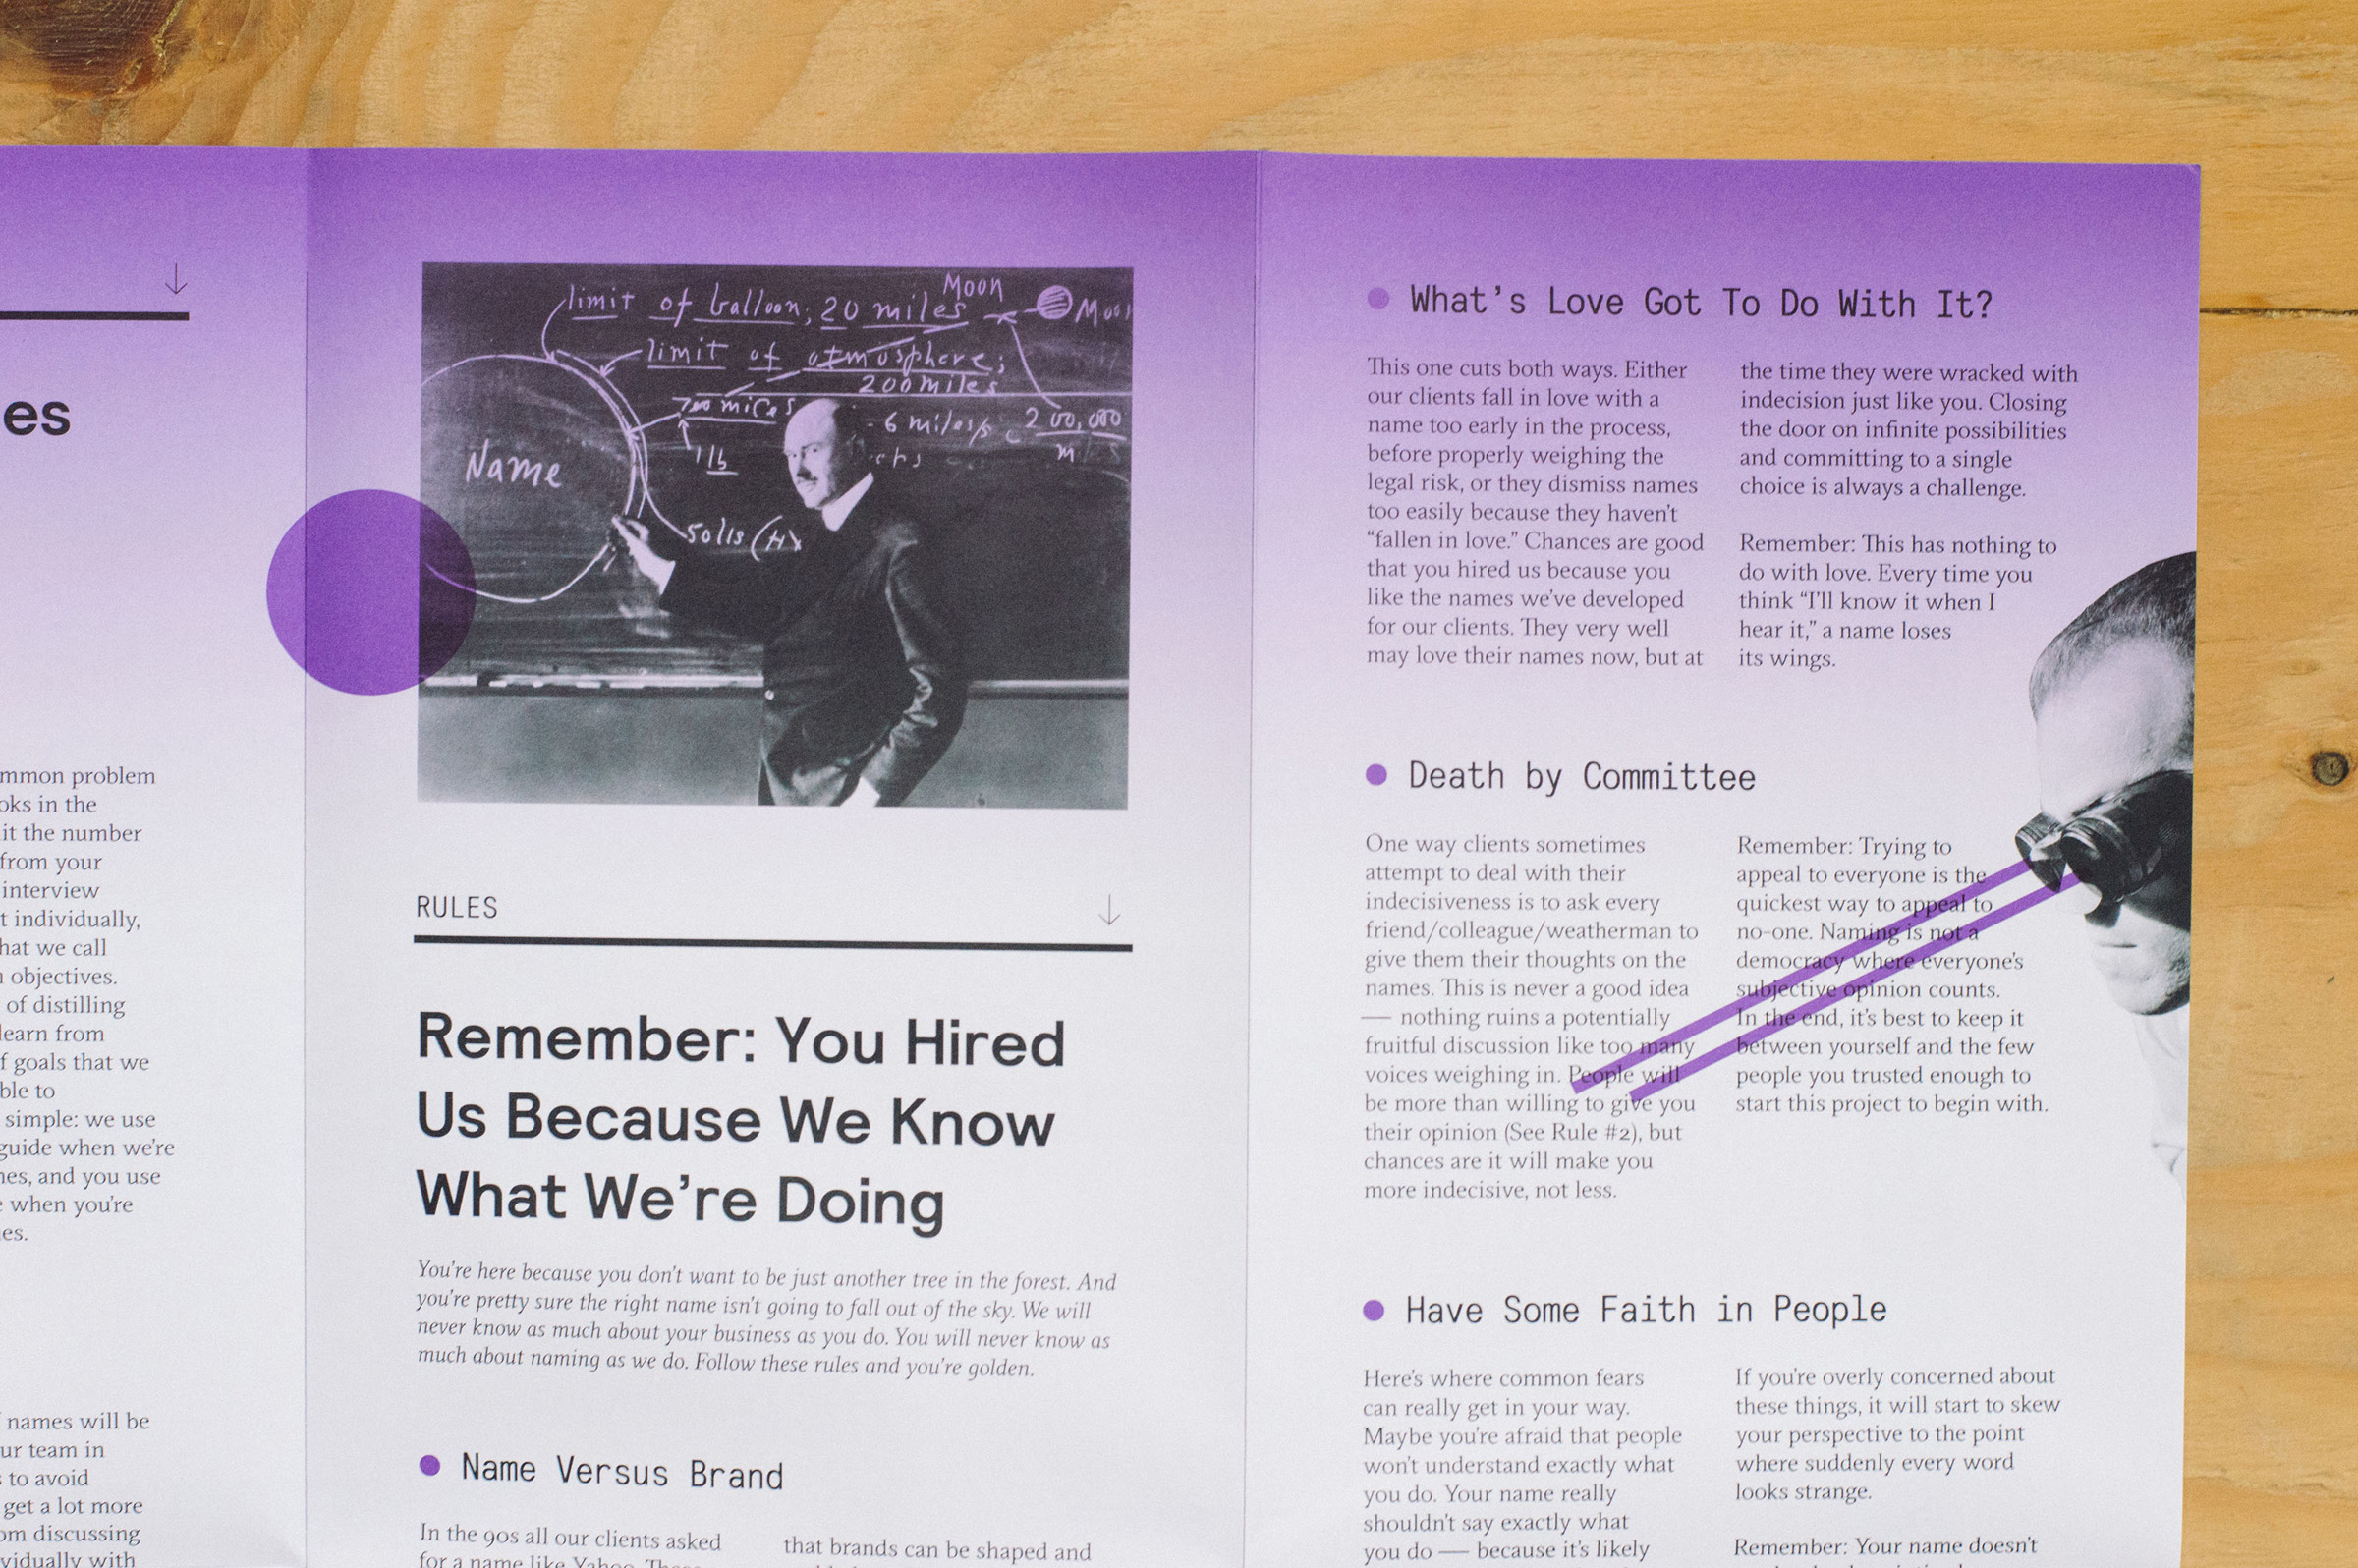 es
mmon problem
oks in the
it the number
from your
interview
t individually,
hat we call
objectives.
of distilling
learn from
f goals that we
ble to
simple: we use
guide when we're
nes, and you use
when you're
es.
names will be
ur team in
to avoid
get a lot more
om discussing
vidually with
Moon
limit of balloon; 20 miles
limit of atmosphere;
200 miles
700 miles
6 miles/s
200,000
m
1 lb
Name
RULES
Remember: You Hired
Us Because We Know
What We're Doing
You're here because you don't want to be just another tree in the forest. And
you're pretty sure the right name isn't going to fall out of the sky. We will
never know as much about your business as you do. You will never know as
much about naming as we do. Follow these rules and you're golden.
Name Versus Brand
In the 90s all our clients asked
for a name like Yahoo. These
that brands can be shaped and
What's Love Got To Do With It?
This one cuts both ways. Either
our clients fall in love with a
name too early in the process,
before properly weighing the
legal risk, or they dismiss names
too easily because they haven't
“fallen in love.” Chances are good
that you hired us because you
like the names we've developed
for our clients. They very well
may love their names now, but at
the time they were wracked with
indecision just like you. Closing
the door on infinite possibilities
and committing to a single
choice is always a challenge.
Remember: This has nothing to
do with love. Every time you
think “I'll know it when I
hear it,” a name loses
its wings.
Death by Committee
One way clients sometimes
attempt to deal with their
indecisiveness is to ask every
friend/colleague/weatherman to
give them their thoughts on the
names. This is never a good idea
— nothing ruins a potentially
fruitful discussion like too many
voices weighing in. People will
be more than willing to give you
their opinion (See Rule #2), but
chances are it will make you
more indecisive, not less.
Remember: Trying to
appeal to everyone is the
quickest way to appeal to
no-one. Naming is not a
democracy where everyone's
subjective opinion counts.
In the end, it's best to keep it
between yourself and the few
people you trusted enough to
start this project to begin with.
Have Some Faith in People
Here's where common fears
can really get in your way.
Maybe you're afraid that people
won't understand exactly what
you do. Your name really
shouldn't say exactly what
you do — because it's likely
If you're overly concerned about
these things, it will start to skew
your perspective to the point
where suddenly every word
looks strange.
Remember: Your name doesn't